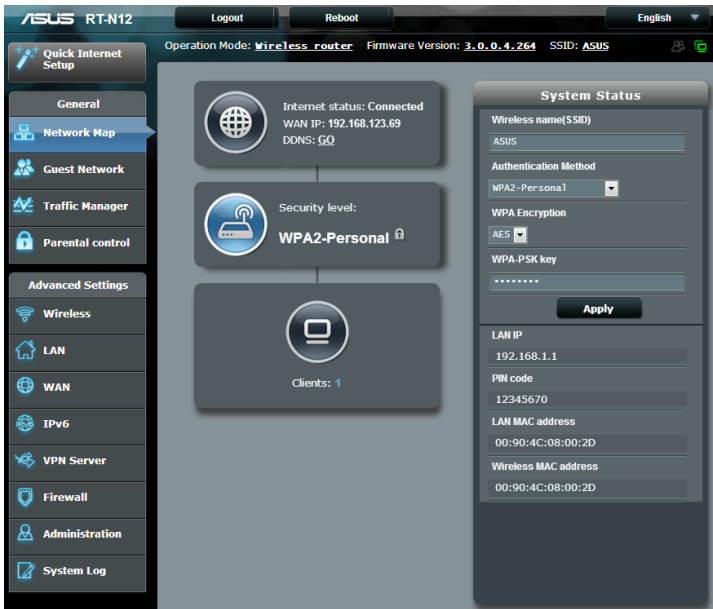 ASUS RT-N12
Logout
Reboot
English
Quick Internet
Setup
Operation Mode: Wireless router Firmware Version: 3.0.0.4.264 SSID: ASUS
General
Network Map
Guest Network
Traffic Manager
Parental control
Advanced Settings
Wireless
LAN
WAN
IPv6
VPN Server
Firewall
Administration
System Log
Internet status: Connected
WAN IP: 192.168.123.69
DDNS: GO
Security level:
WPA2-Personal
Clients: 1
System Status
Wireless name(SSID)
ASUS
Authentication Method
WPA2-Personal
WPA Encryption
AES
WPA-PSK key
········
Apply
LAN IP
192.168.1.1
PIN code
12345670
LAN MAC address
00:90:4C:08:00:2D
Wireless MAC address
00:90:4C:08:00:2D